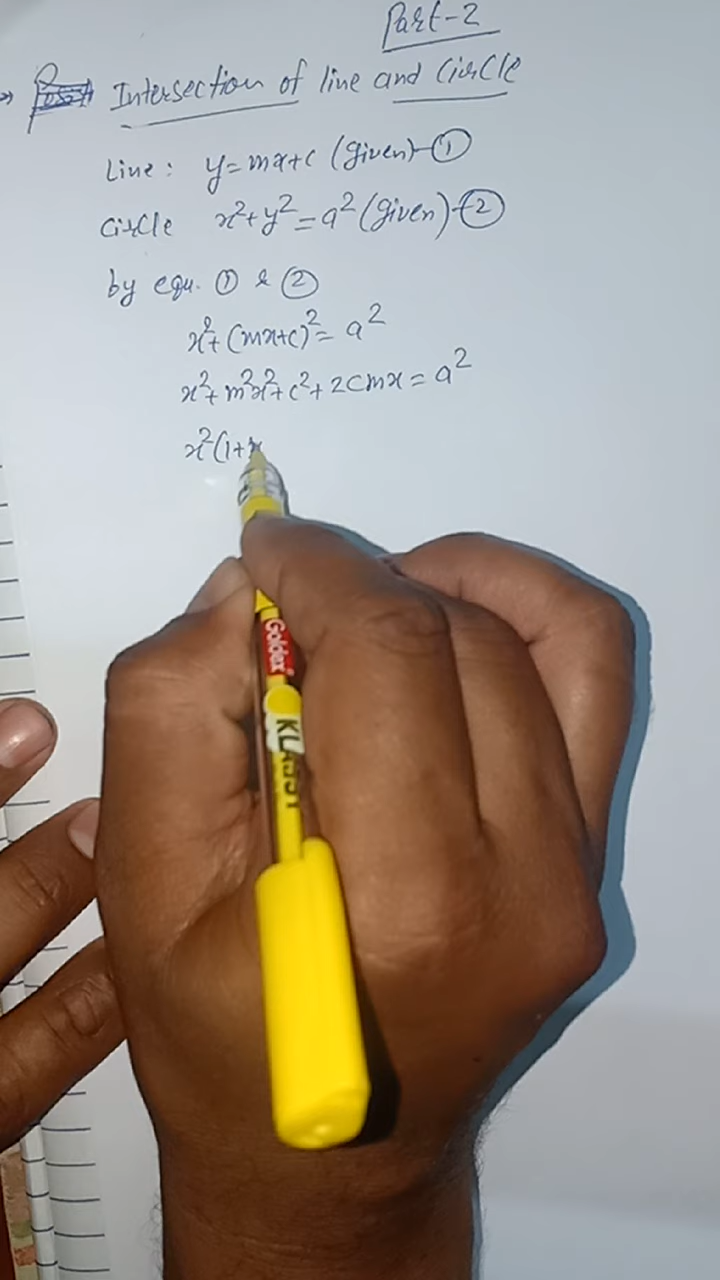 Part-2
Intersection of line and Circle
Line: y=mx+c (given)-①
Circle x²+y²=a² (given)-②
by equ. ① & ②
x²+(mx+c)²=a²
x²+m²x²+c²+2cmx=a²
x²(1+
Goldex
KLASSY